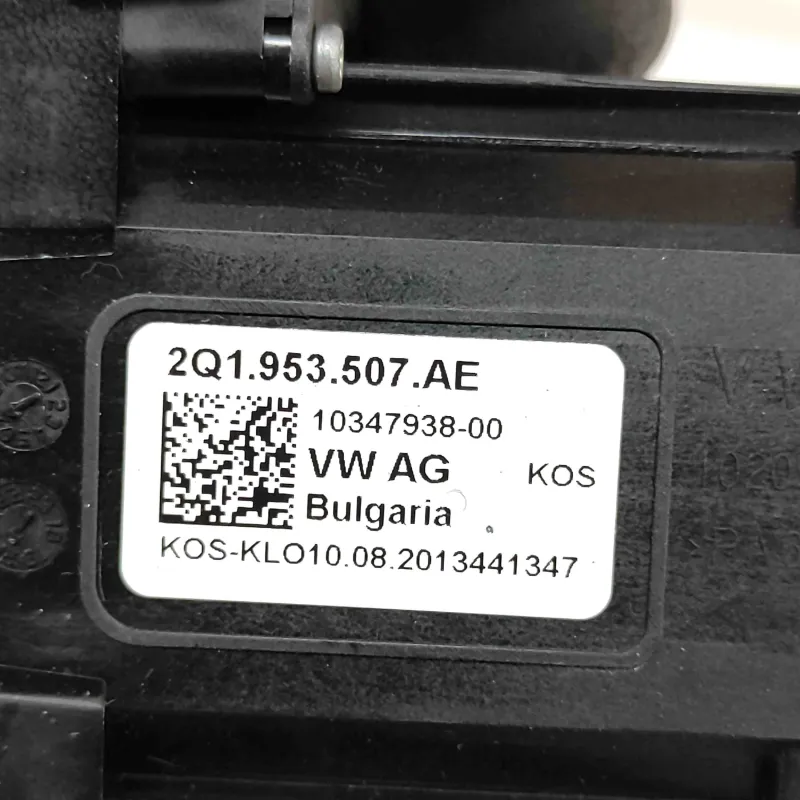 2Q1.953.507.AE
10347938-00
VW AG KOS
Bulgaria
KOS-KLO10.08.2013441347